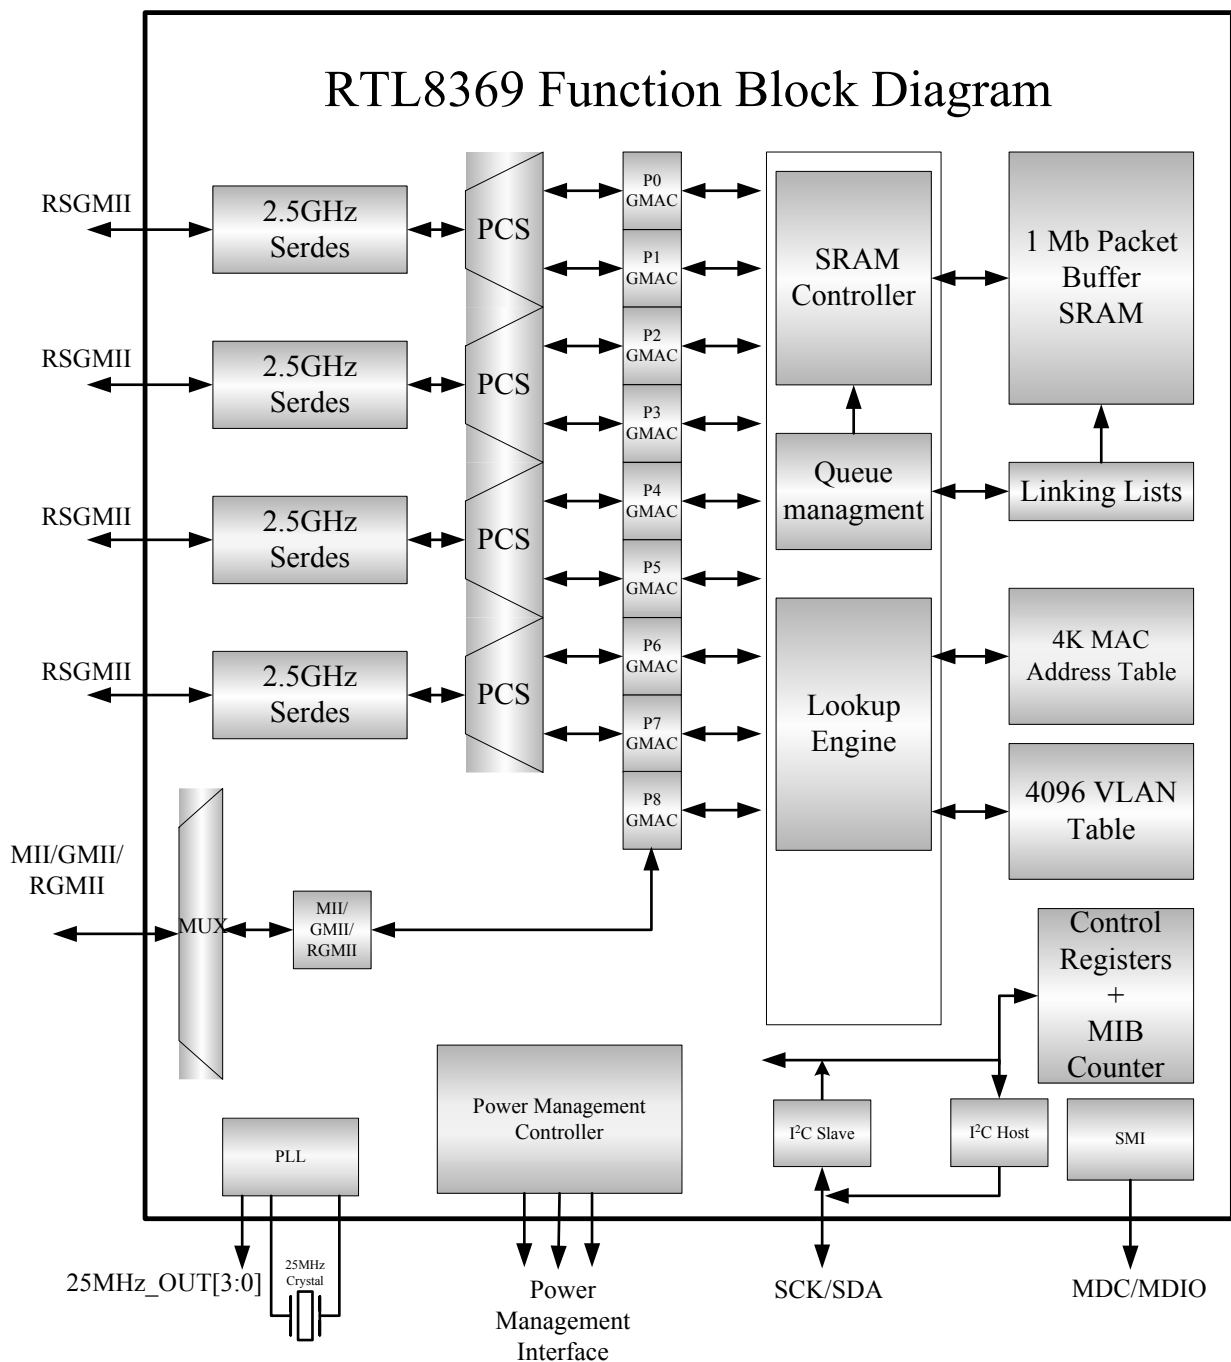 RTL8369 Function Block Diagram
RSGMII
2.5GHz
Serdes
PCS
RSGMII
2.5GHz
Serdes
PCS
RSGMII
2.5GHz
Serdes
PCS
RSGMII
2.5GHz
Serdes
PCS
P0
GMAC
P1
GMAC
P2
GMAC
P3
GMAC
P4
GMAC
P5
GMAC
P6
GMAC
P7
GMAC
P8
GMAC
SRAM
Controller
Queue
managment
Lookup
Engine
1 Mb Packet
Buffer
SRAM
Linking Lists
4K MAC
Address Table
4096 VLAN
Table
Control
Registers
+
MIB
Counter
MII/GMII/
RGMII
MUX
MII/
GMII/
RGMII
PLL
Power Management
Controller
I²C Slave
I²C Host
SMI
25MHz_OUT[3:0]
25MHz
Crystal
Power
Management
Interface
SCK/SDA
MDC/MDIO